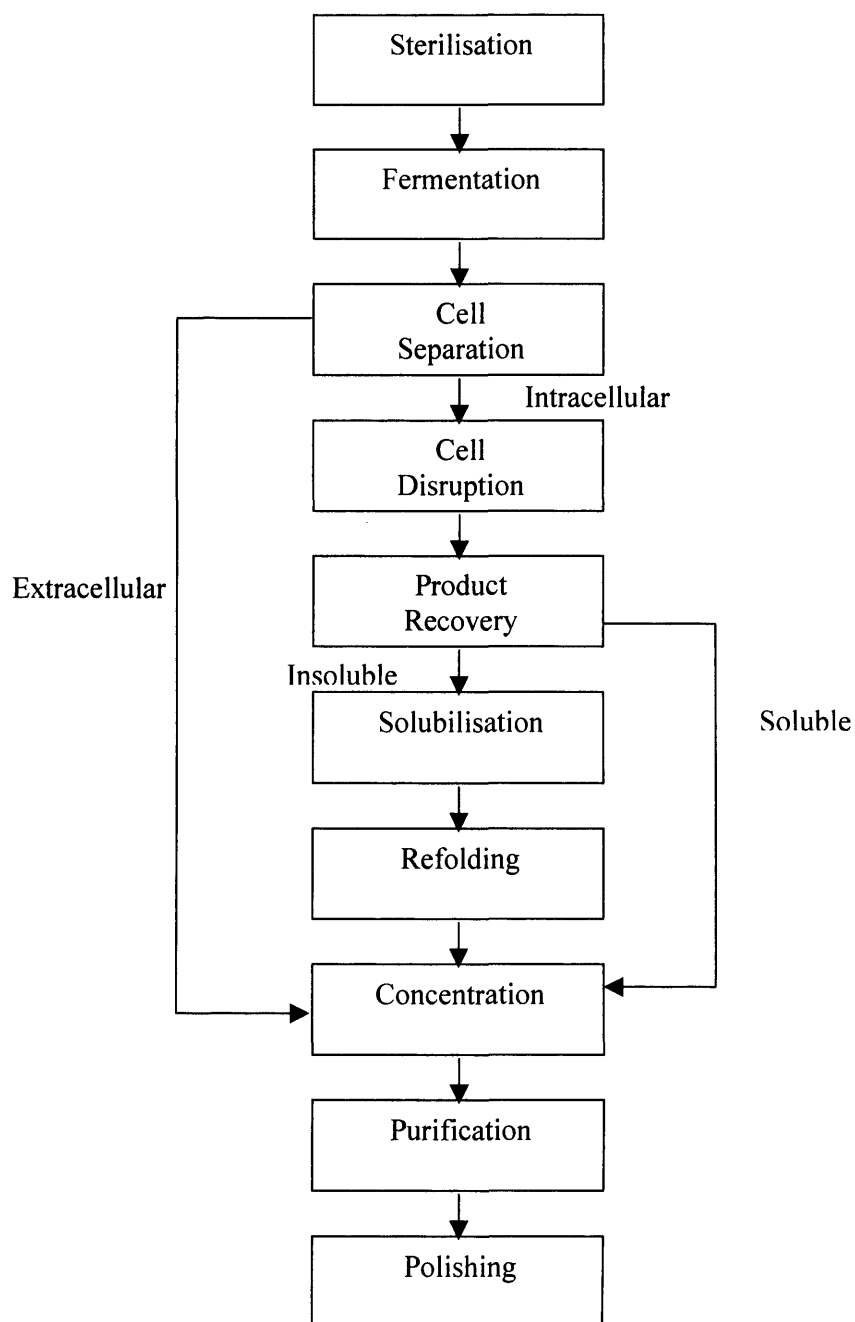 Sterilisation
Fermentation
Cell
Separation
Intracellular
Cell
Disruption
Extracellular
Product
Recovery
Insoluble
Solubilisation
Soluble
Refolding
Concentration
Purification
Polishing